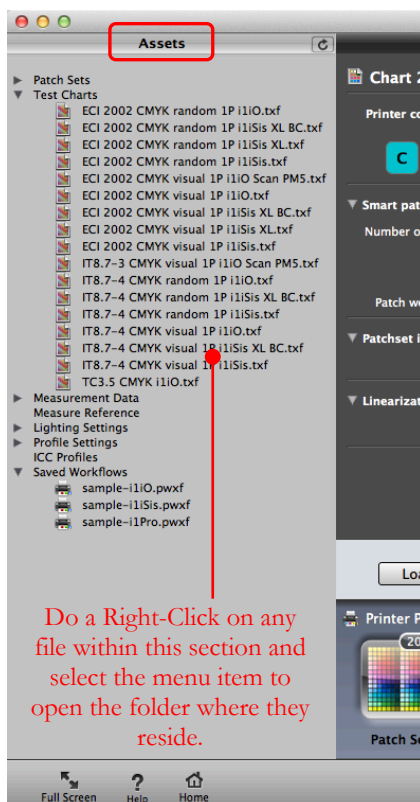 Assets
Patch Sets
Test Charts
ECI 2002 CMYK random 1P i1iO.txf
ECI 2002 CMYK random 1P i1iSis XL BC.txf
ECI 2002 CMYK random 1P i1iSis XL.txf
ECI 2002 CMYK random 1P i1iSis.txf
ECI 2002 CMYK visual 1P i1iO Scan PM5.txf
ECI 2002 CMYK visual 1P i1iO.txf
ECI 2002 CMYK visual 1P i1iSis XL BC.txf
ECI 2002 CMYK visual 1P i1iSis XL.txf
ECI 2002 CMYK visual 1P i1iSis.txf
IT8.7-3 CMYK visual 1P i1iO Scan PM5.txf
IT8.7-4 CMYK random 1P i1iO.txf
IT8.7-4 CMYK random 1P i1iSis XL BC.txf
IT8.7-4 CMYK random 1P i1iSis.txf
IT8.7-4 CMYK visual 1P i1iO.txf
IT8.7-4 CMYK visual 1P i1iSis XL BC.txf
IT8.7-4 CMYK visual 1P i1iSis.txf
TC3.5 CMYK i1iO.txf
Measurement Data
Measure Reference
Lighting Settings
Profile Settings
ICC Profiles
Saved Workflows
sample-i1iO.pwxf
sample-i1iSis.pwxf
sample-i1Pro.pwxf
Do a Right-Click on any
file within this section and
select the menu item to
open the folder where they
reside.
Full Screen
Help
Home
Chart 2
Printer co
C
Smart pat
Number o
Patch w
Patchset i
Linearizat
Loa
Printer P
20
Patch Se